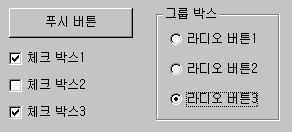 푸시 버튼
체크 박스1
체크 박스2
체크 박스3
그룹 박스
라디오 버튼1
라디오 버튼2
라디오 버튼3